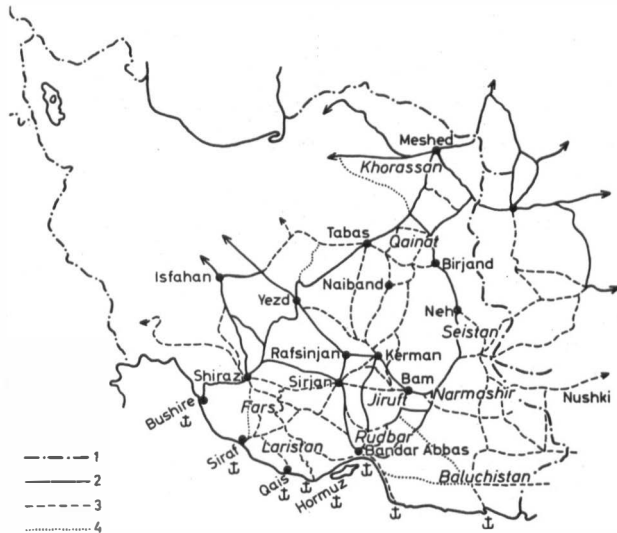 Meshed
Khorassan
Tabas
Qainat
Isfahan
Naiband
Birjand
Yezd
Neh
Seistan
Rafsinjan
Kerman
Shiraz
Sirjan
Bam
Jiruft
Narmashir
Nushki
Bushire
Fars
Rudbar
Siraf
Laristan
Bandar Abbas
Qais
Hormuz
Baluchistan
1
2
3
4